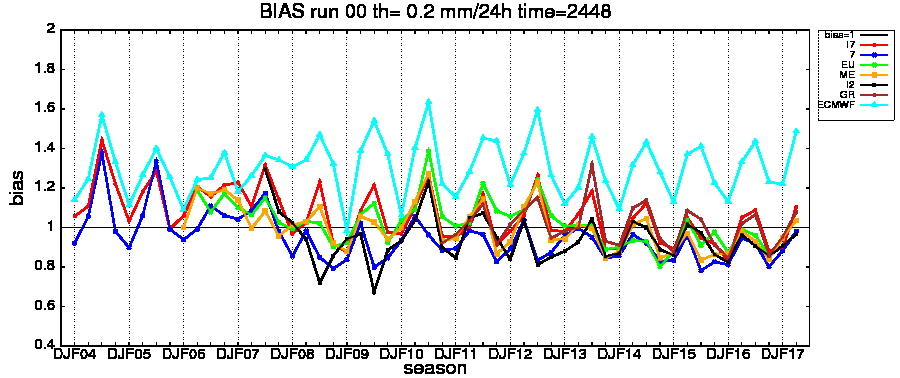 BIAS run 00 th= 0.2 mm/24h time=2448
2
1.8
1.6
1.4
1.2
1
0.8
0.6
0.4
bias
DJF04 DJF05 DJF06 DJF07 DJF08 DJF09 DJF10 DJF11 DJF12 DJF13 DJF14 DJF15 DJF16 DJF17
season
bias=1
I7
7
EU
ME
I2
GR
ECMWF